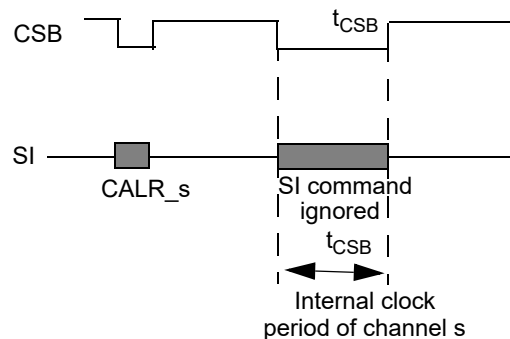 CSB
tCSB
SI
CALR_s
SI command
ignored
tCSB
Internal clock
period of channel s